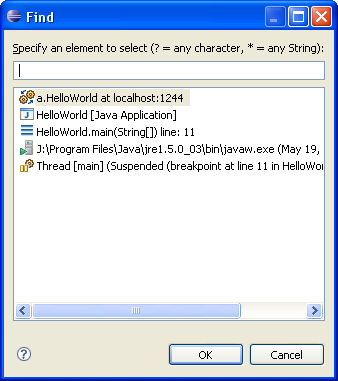 Find
Specify an element to select (? = any character, * = any String):
a.HelloWorld at localhost:1244
HelloWorld [Java Application]
HelloWorld.main(String[]) line: 11
J:\Program Files\Java\jre1.5.0_03\bin\javaw.exe (May 19,
Thread [main] (Suspended (breakpoint at line 11 in HelloWor
OK
Cancel